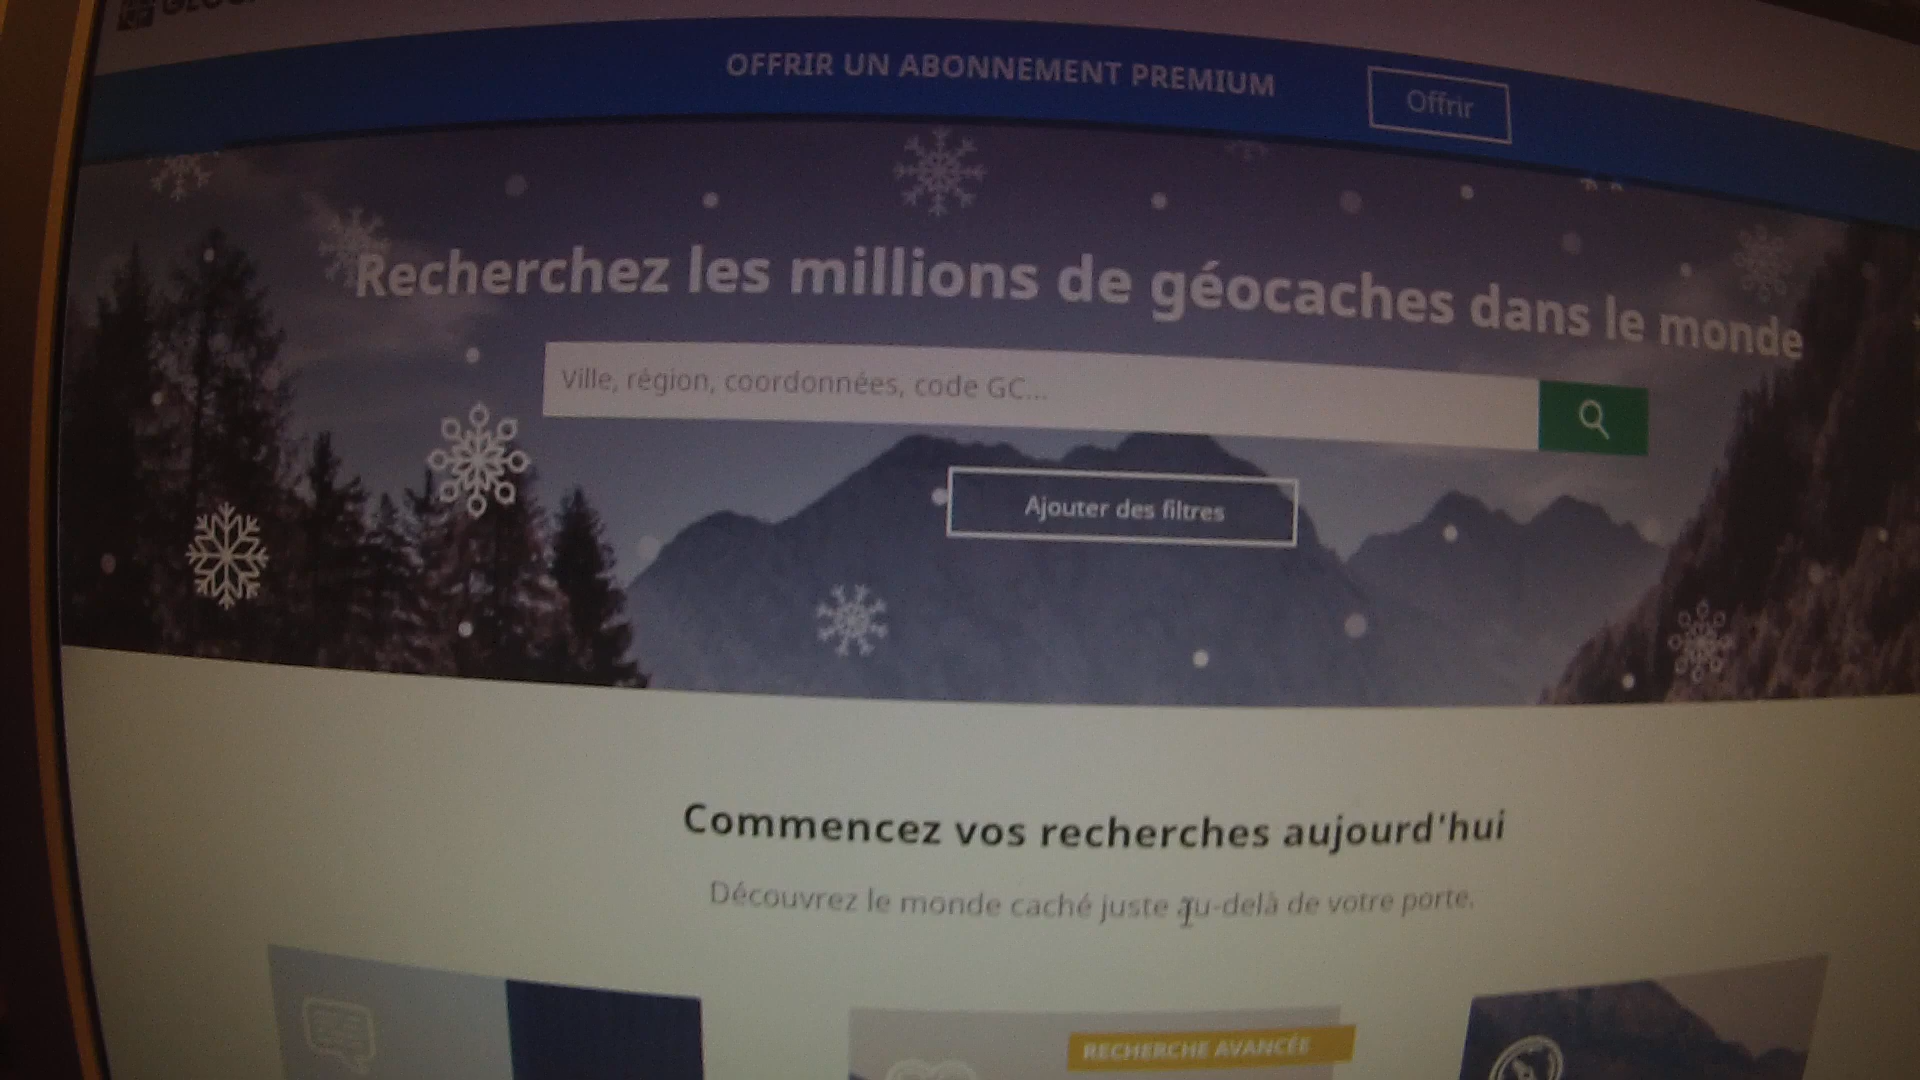 OFFRIR UN ABONNEMENT PREMIUM
Offrir
Recherchez les millions de géocaches dans le monde
Ville, région, coordonnées, code GC...
Ajouter des filtres
Commencez vos recherches aujourd'hui
Découvrez le monde caché juste au-delà de votre porte.
RECHERCHE AVANCÉE